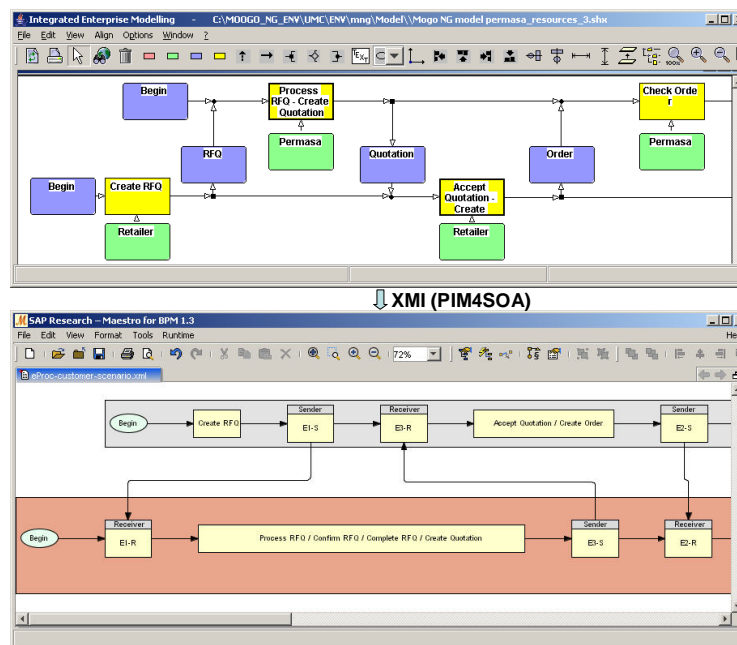 Integrated Enterprise Modelling - C:\MOOGO_NG_ENV\UMC\ENV\mng\Model\\Mogo NG model permasa_resources_3.shx
File Edit View Align Options Window ?
TEXT C 100%
Begin
Process
RFQ - Create
Quotation
Check Orde
r
Permasa
Permasa
RFQ
Quotation
Order
Begin
Create RFQ
Accept
Quotation -
Create
Retailer
Retailer
XMI (PIM4SOA)
SAP Research – Maestro for BPM 1.3
File Edit View Format Tools Runtime He
72%
eProc-customer-scenario.xml
Sender
Receiver
Sender
Begin
Create RFQ
E1-S
E3-R
Accept Quotation / Create Order
E2-S
Receiver
Sender
Receiver
Begin
E1-R
Process RFQ / Confirm RFQ / Complete RFQ / Create Quotation
E3-S
E2-R